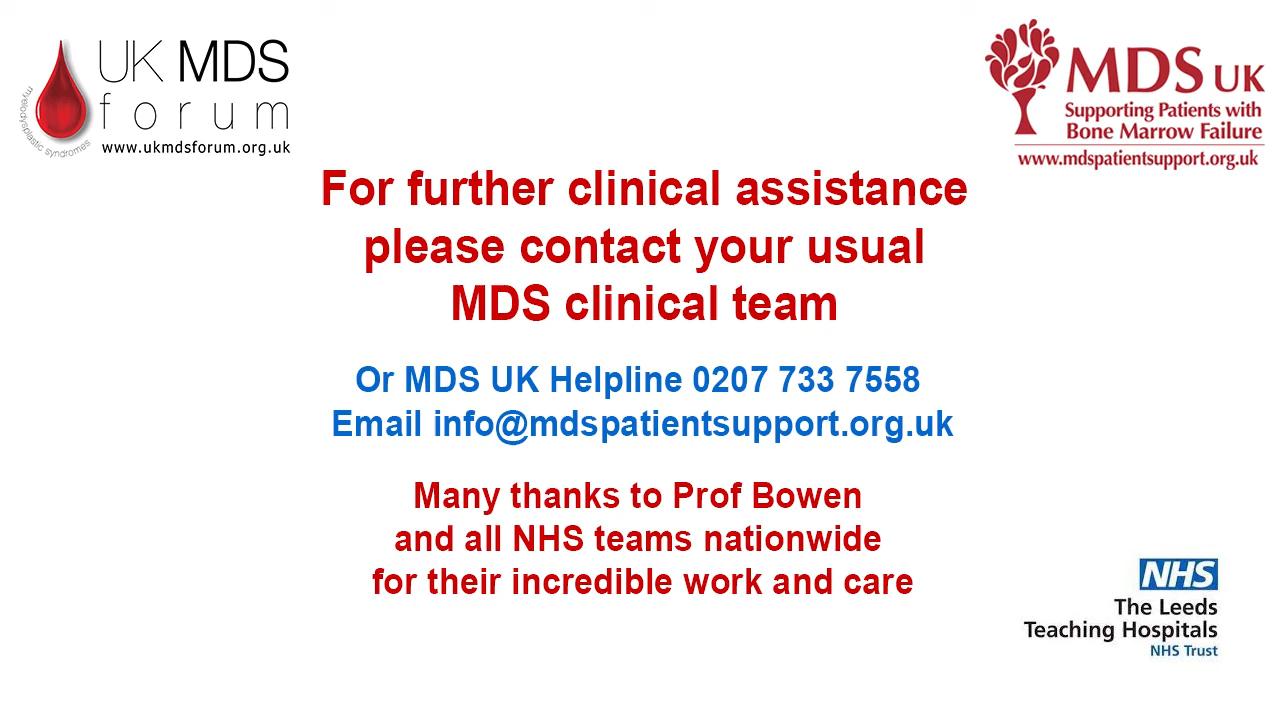 UK MDS
forum
myelodysplastic syndromes
www.ukmdsforum.org.uk
MDS UK
Supporting Patients with
Bone Marrow Failure
www.mdspatientsupport.org.uk
For further clinical assistance
please contact your usual
MDS clinical team
Or MDS UK Helpline 0207 733 7558
Email info@mdspatientsupport.org.uk
Many thanks to Prof Bowen
and all NHS teams nationwide
for their incredible work and care
NHS
The Leeds
Teaching Hospitals
NHS Trust